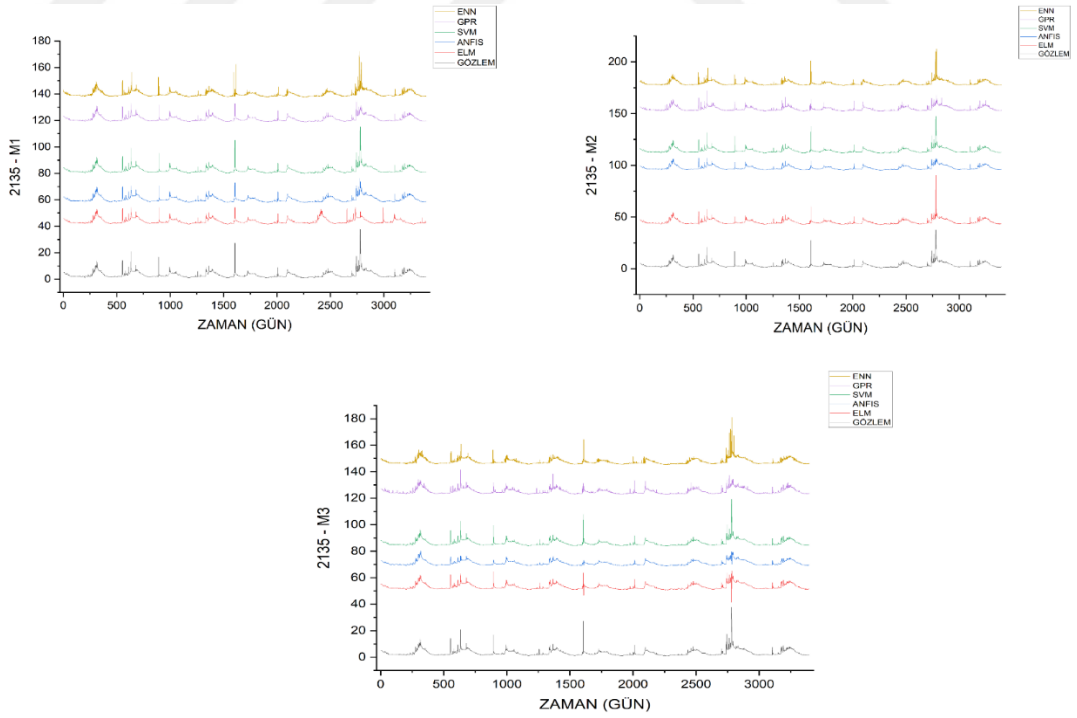 ENN
GPR
SVM
ANFIS
ELM
GÖZLEM
2135 - M1
180
160
140
120
100
80
60
40
20
0
0 500 1000 1500 2000 2500 3000
ZAMAN (GÜN)
ENN
GPR
SVM
ANFIS
ELM
GÖZLEM
2135 - M2
200
150
100
50
0
0 500 1000 1500 2000 2500 3000
ZAMAN (GÜN)
ENN
GPR
SVM
ANFIS
ELM
GÖZLEM
2135 - M3
180
160
140
120
100
80
60
40
20
0
0 500 1000 1500 2000 2500 3000
ZAMAN (GÜN)